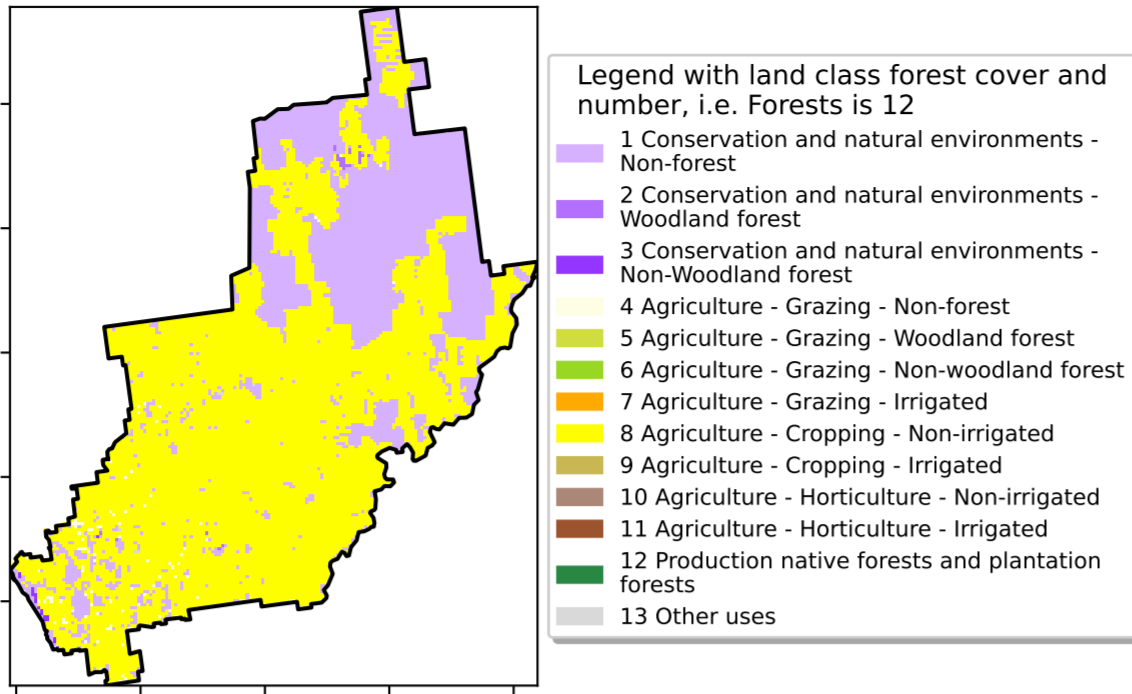 Legend with land class forest cover and
number, i.e. Forests is 12
1 Conservation and natural environments -
Non-forest
2 Conservation and natural environments -
Woodland forest
3 Conservation and natural environments -
Non-Woodland forest
4 Agriculture - Grazing - Non-forest
5 Agriculture - Grazing - Woodland forest
6 Agriculture - Grazing - Non-woodland forest
7 Agriculture - Grazing - Irrigated
8 Agriculture - Cropping - Non-irrigated
9 Agriculture - Cropping - Irrigated
10 Agriculture - Horticulture - Non-irrigated
11 Agriculture - Horticulture - Irrigated
12 Production native forests and plantation
forests
13 Other uses